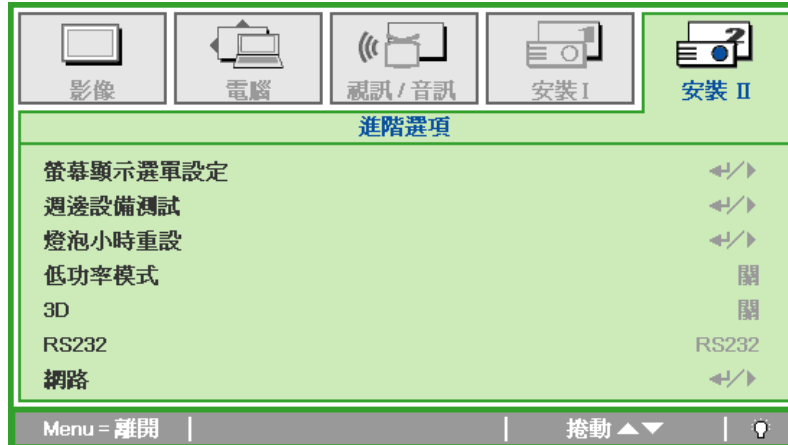 影像 電腦 視訊 / 音訊 安裝 I 安裝 II
進階選項
螢幕顯示選單設定
週邊設備測試
燈泡小時重設
低功率模式 關
3D 關
RS232 RS232
網路
Menu = 離開 捲動